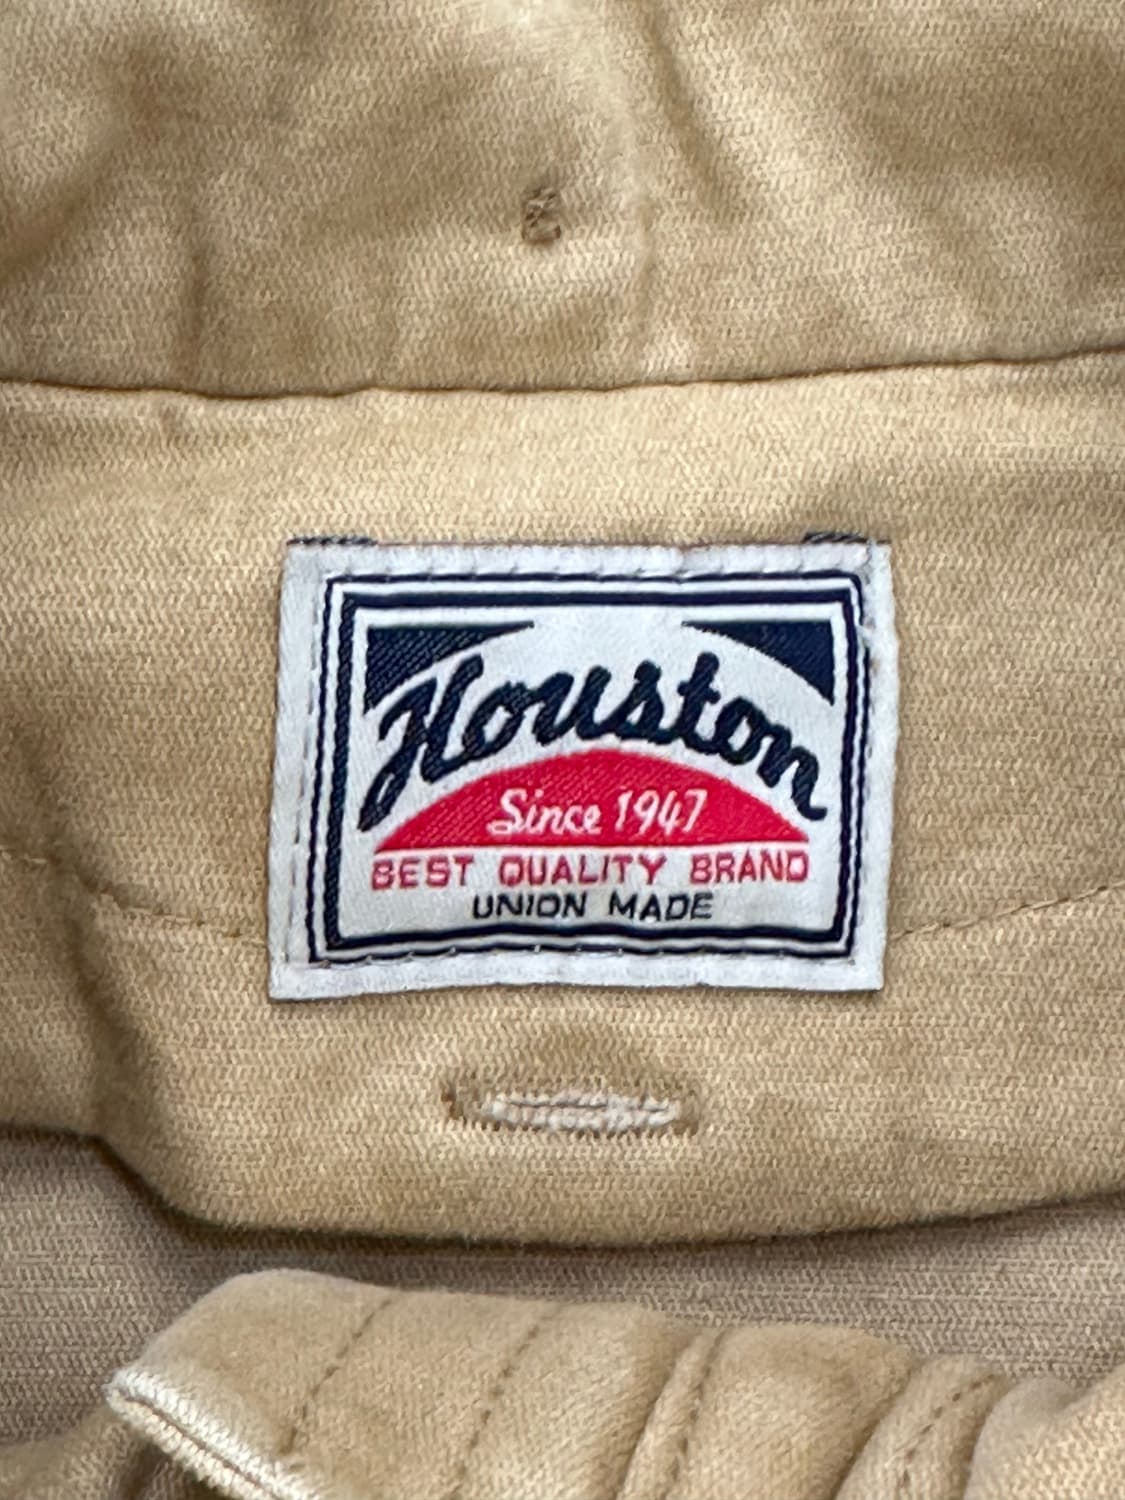 Houston
Since 1947
BEST QUALITY BRAND
UNION MADE